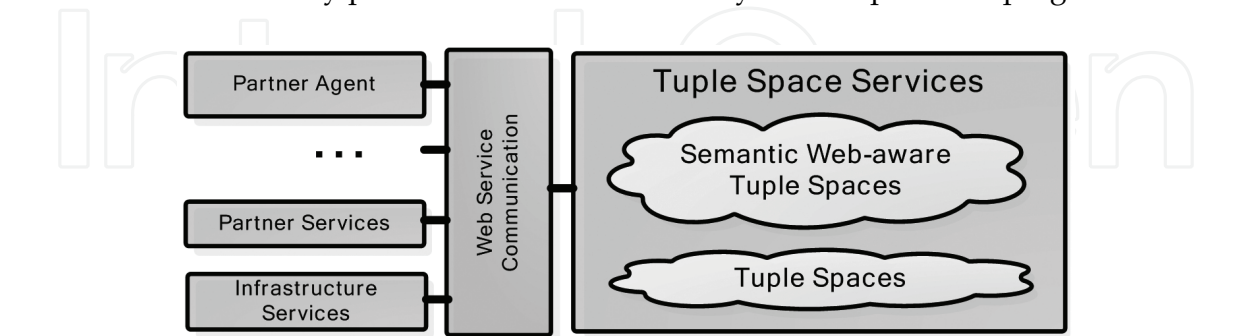 Partner Agent
...
Partner Services
Infrastructure
Services
Web Service
Communication
Tuple Space Services
Semantic Web-aware
Tuple Spaces
Tuple Spaces